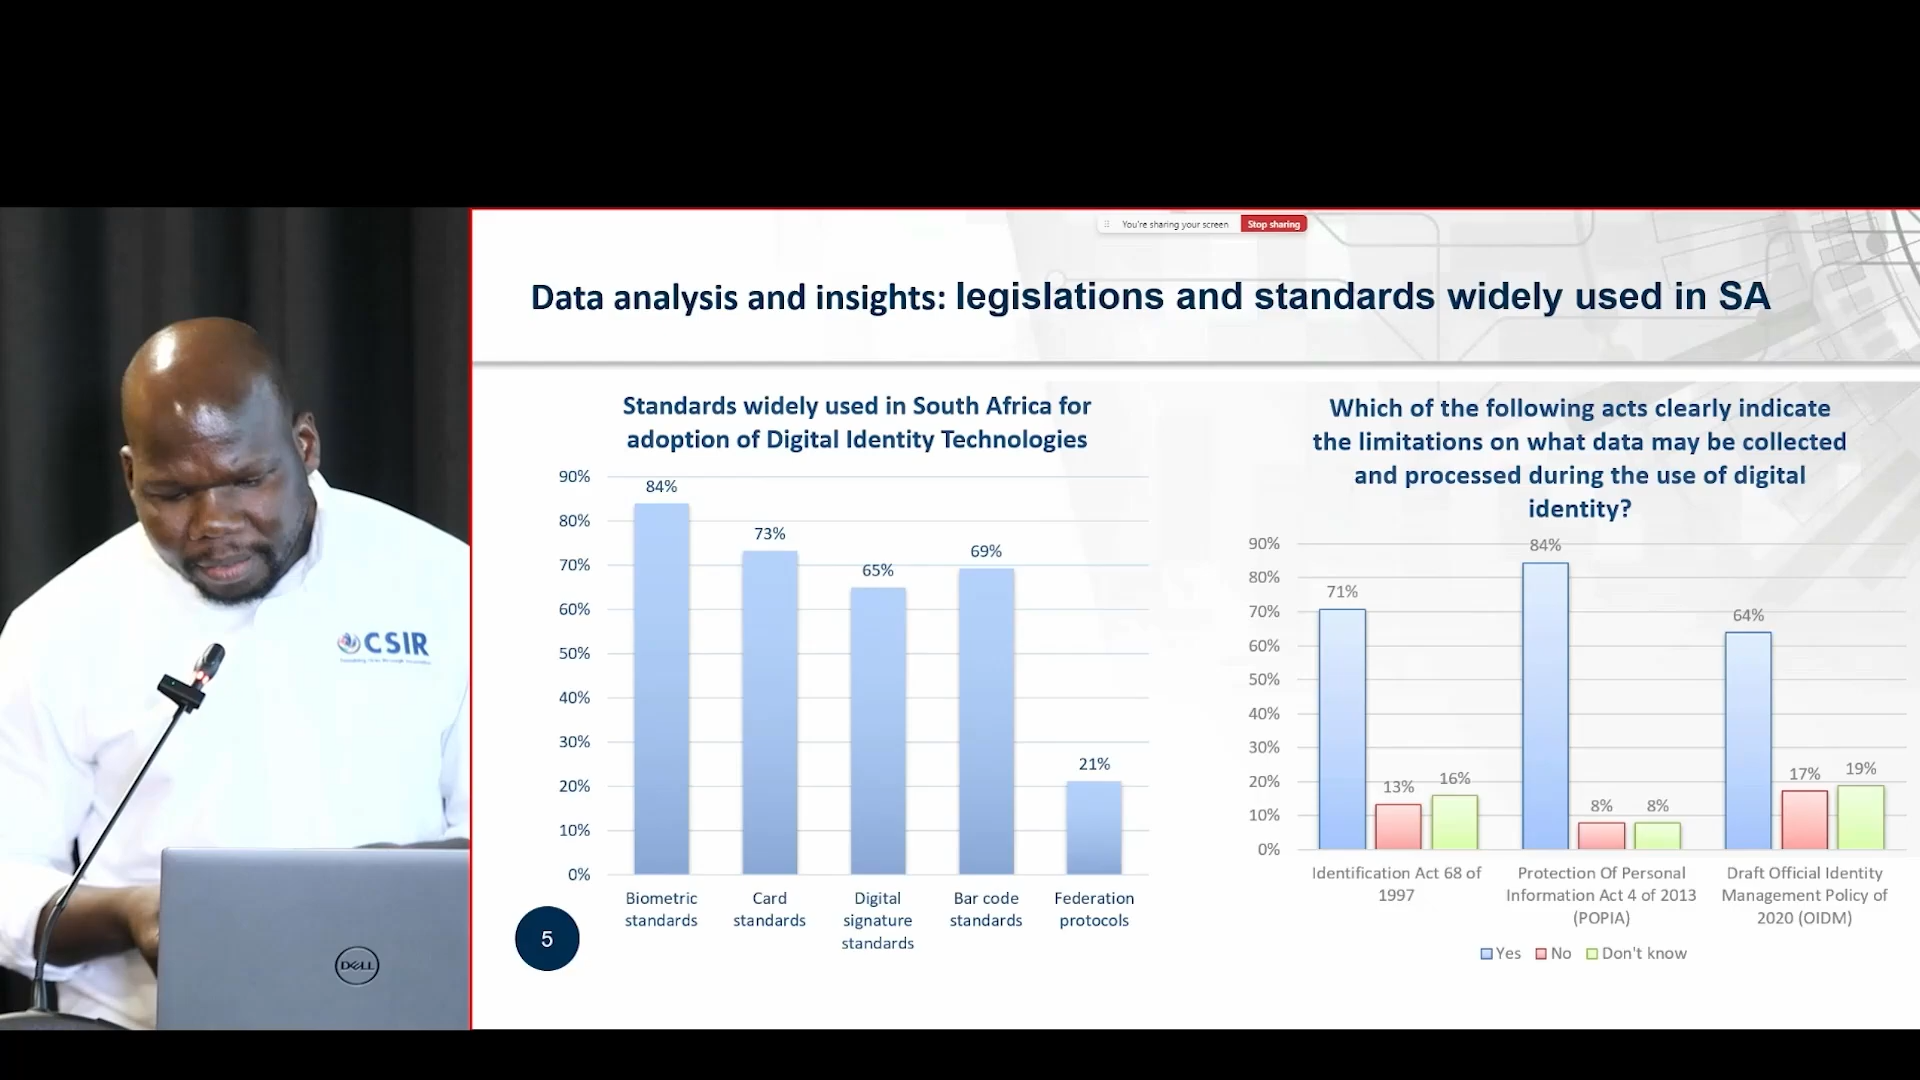 You're sharing your screen
Stop sharing
Data analysis and insights: legislations and standards widely used in SA
Standards widely used in South Africa for
adoption of Digital Identity Technologies
90%
80%
70%
60%
50%
40%
30%
20%
10%
0%
84%
73%
65%
69%
21%
Biometric
standards
Card
standards
Digital
signature
standards
Bar code
standards
Federation
protocols
5
Which of the following acts clearly indicate
the limitations on what data may be collected
and processed during the use of digital
identity?
90%
80%
70%
60%
50%
40%
30%
20%
10%
0%
71%
13%
16%
84%
8%
8%
64%
17%
19%
Identification Act 68 of
1997
Protection Of Personal
Information Act 4 of 2013
(POPIA)
Draft Official Identity
Management Policy of
2020 (OIDM)
Yes
No
Don't know
CSIR
DELL